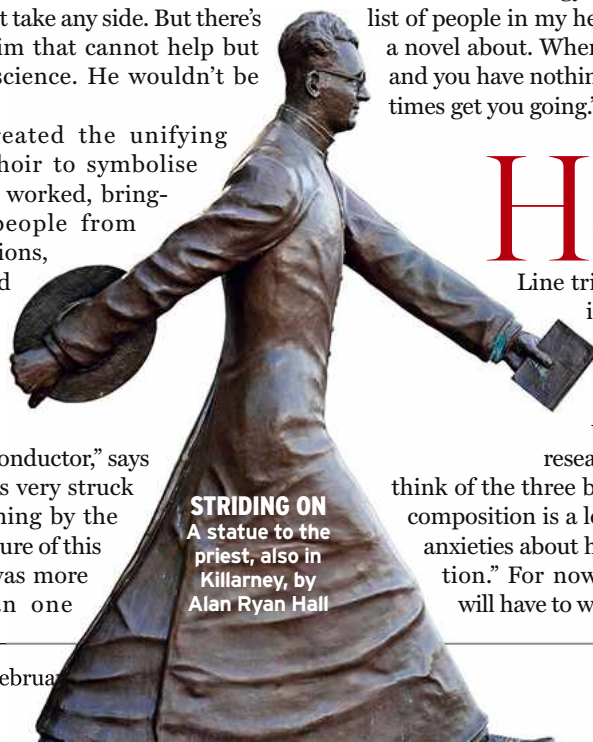 t take any side. But there's
im that cannot help but
science. He wouldn't be
eated the unifying
hoir to symbolise
worked, bring-
people from
ions,
d
onductor,” says
s very struck
ning by the
ure of this
vas more
n one
STRIDING ON
A statue to the
priest, also in
Killarney, by
Alan Ryan Hall
list of people in my he
a novel about. When
and you have nothin
times get you going.”
H
Line tri
i
resea
think of the three b
composition is a le
anxieties about h
tion.” For now
will have to w
ebrua